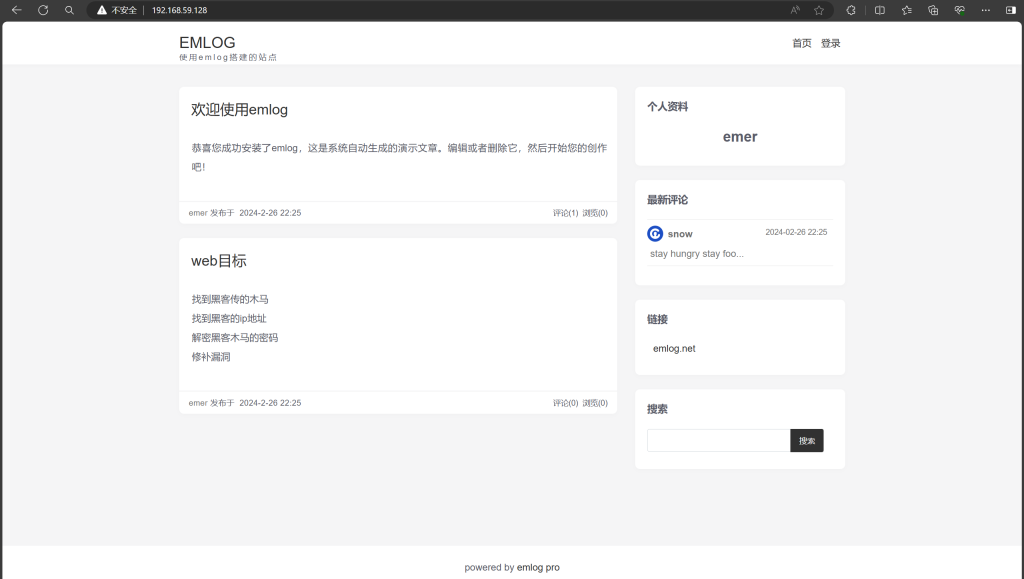 不安全 192.168.59.128
EMLOG
使用emlog搭建的站点
首页 登录
欢迎使用emlog
恭喜您成功安装了emlog，这是系统自动生成的演示文章。编辑或者删除它，然后开始您的创作
吧！
emer 发布于 2024-2-26 22:25
评论(1) 浏览(0)
web目标
找到黑客传的木马
找到黑客的ip地址
解密黑客木马的密码
修补漏洞
emer 发布于 2024-2-26 22:25
评论(0) 浏览(0)
个人资料
emer
最新评论
snow 2024-02-26 22:25
stay hungry stay foo...
链接
emlog.net
搜索
搜索
powered by emlog pro